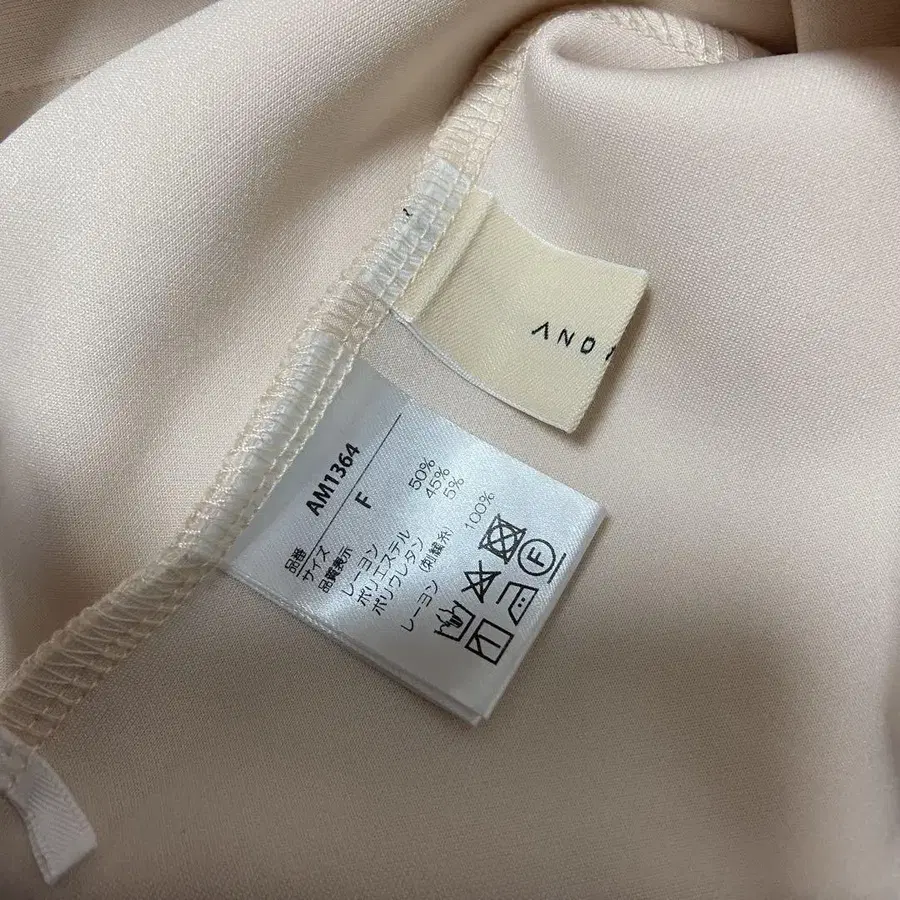 AND
品番 AM1364
サイズ F
品質表示
レーヨン 50%
ポリエステル 45%
ポリウレタン 5%
(刺繍糸)
レーヨン 100%
F